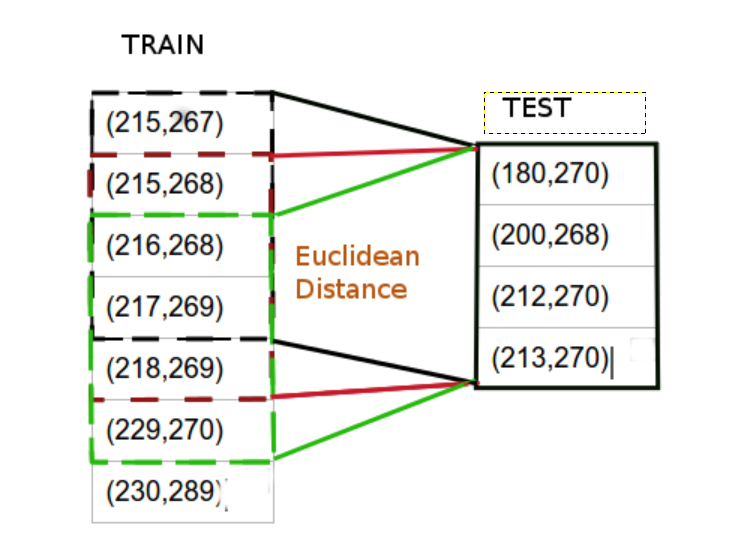 TRAIN
(215,267)
(215,268)
(216,268)
(217,269)
(218,269)
(229,270)
(230,289)
Euclidean
Distance
TEST
(180,270)
(200,268)
(212,270)
(213,270)